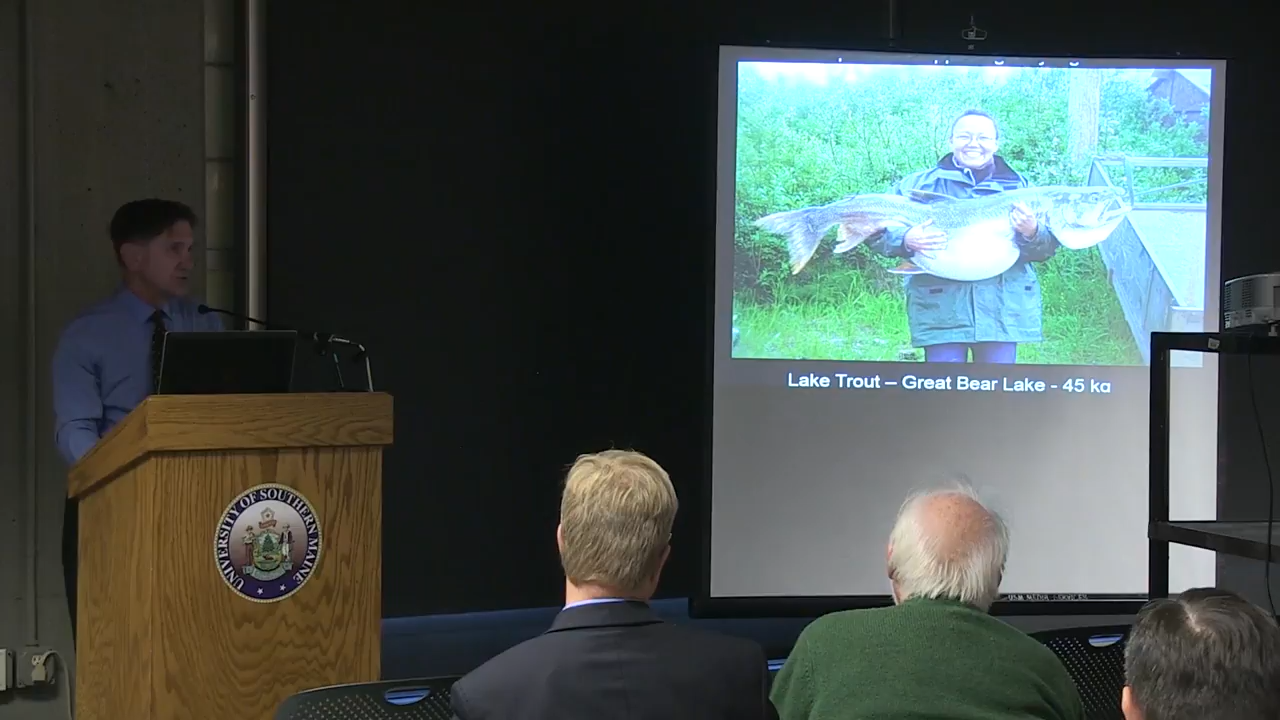 Lake Trout – Great Bear Lake - 45 kg
UNIVERSITY OF SOUTHERN MAINE